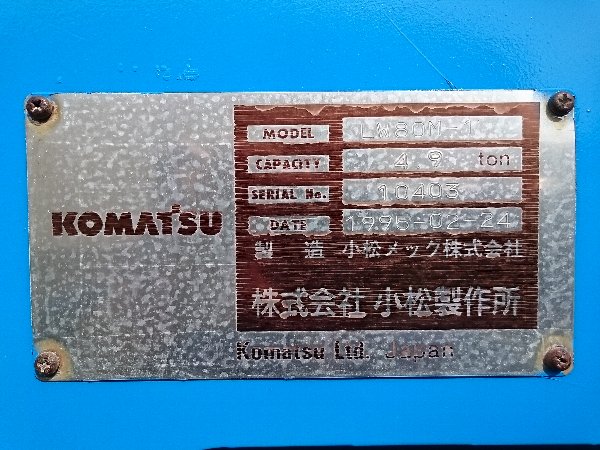 KOMATSU
MODEL LW80M-1
CAPACITY 4.9 ton
SERIAL No. 10403
DATE 1995-02-24
製造 小松メック株式会社
株式会社 小松製作所
Komatsu Ltd. Japan